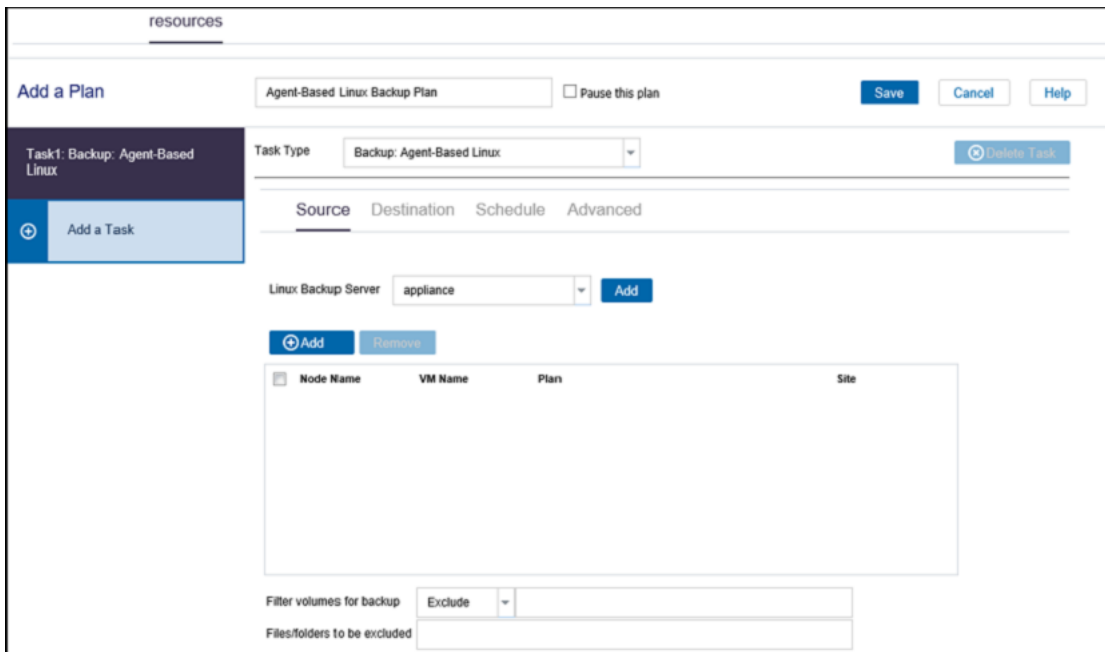 resources
Add a Plan
Agent-Based Linux Backup Plan
Pause this plan
Save
Cancel
Help
Task1: Backup: Agent-Based
Linux
Add a Task
Task Type
Backup: Agent-Based Linux
Delete Task
Source Destination Schedule Advanced
Linux Backup Server
appliance
Add
Add
Remove
Node Name VM Name Plan Site
Filter volumes for backup
Exclude
Files/folders to be excluded